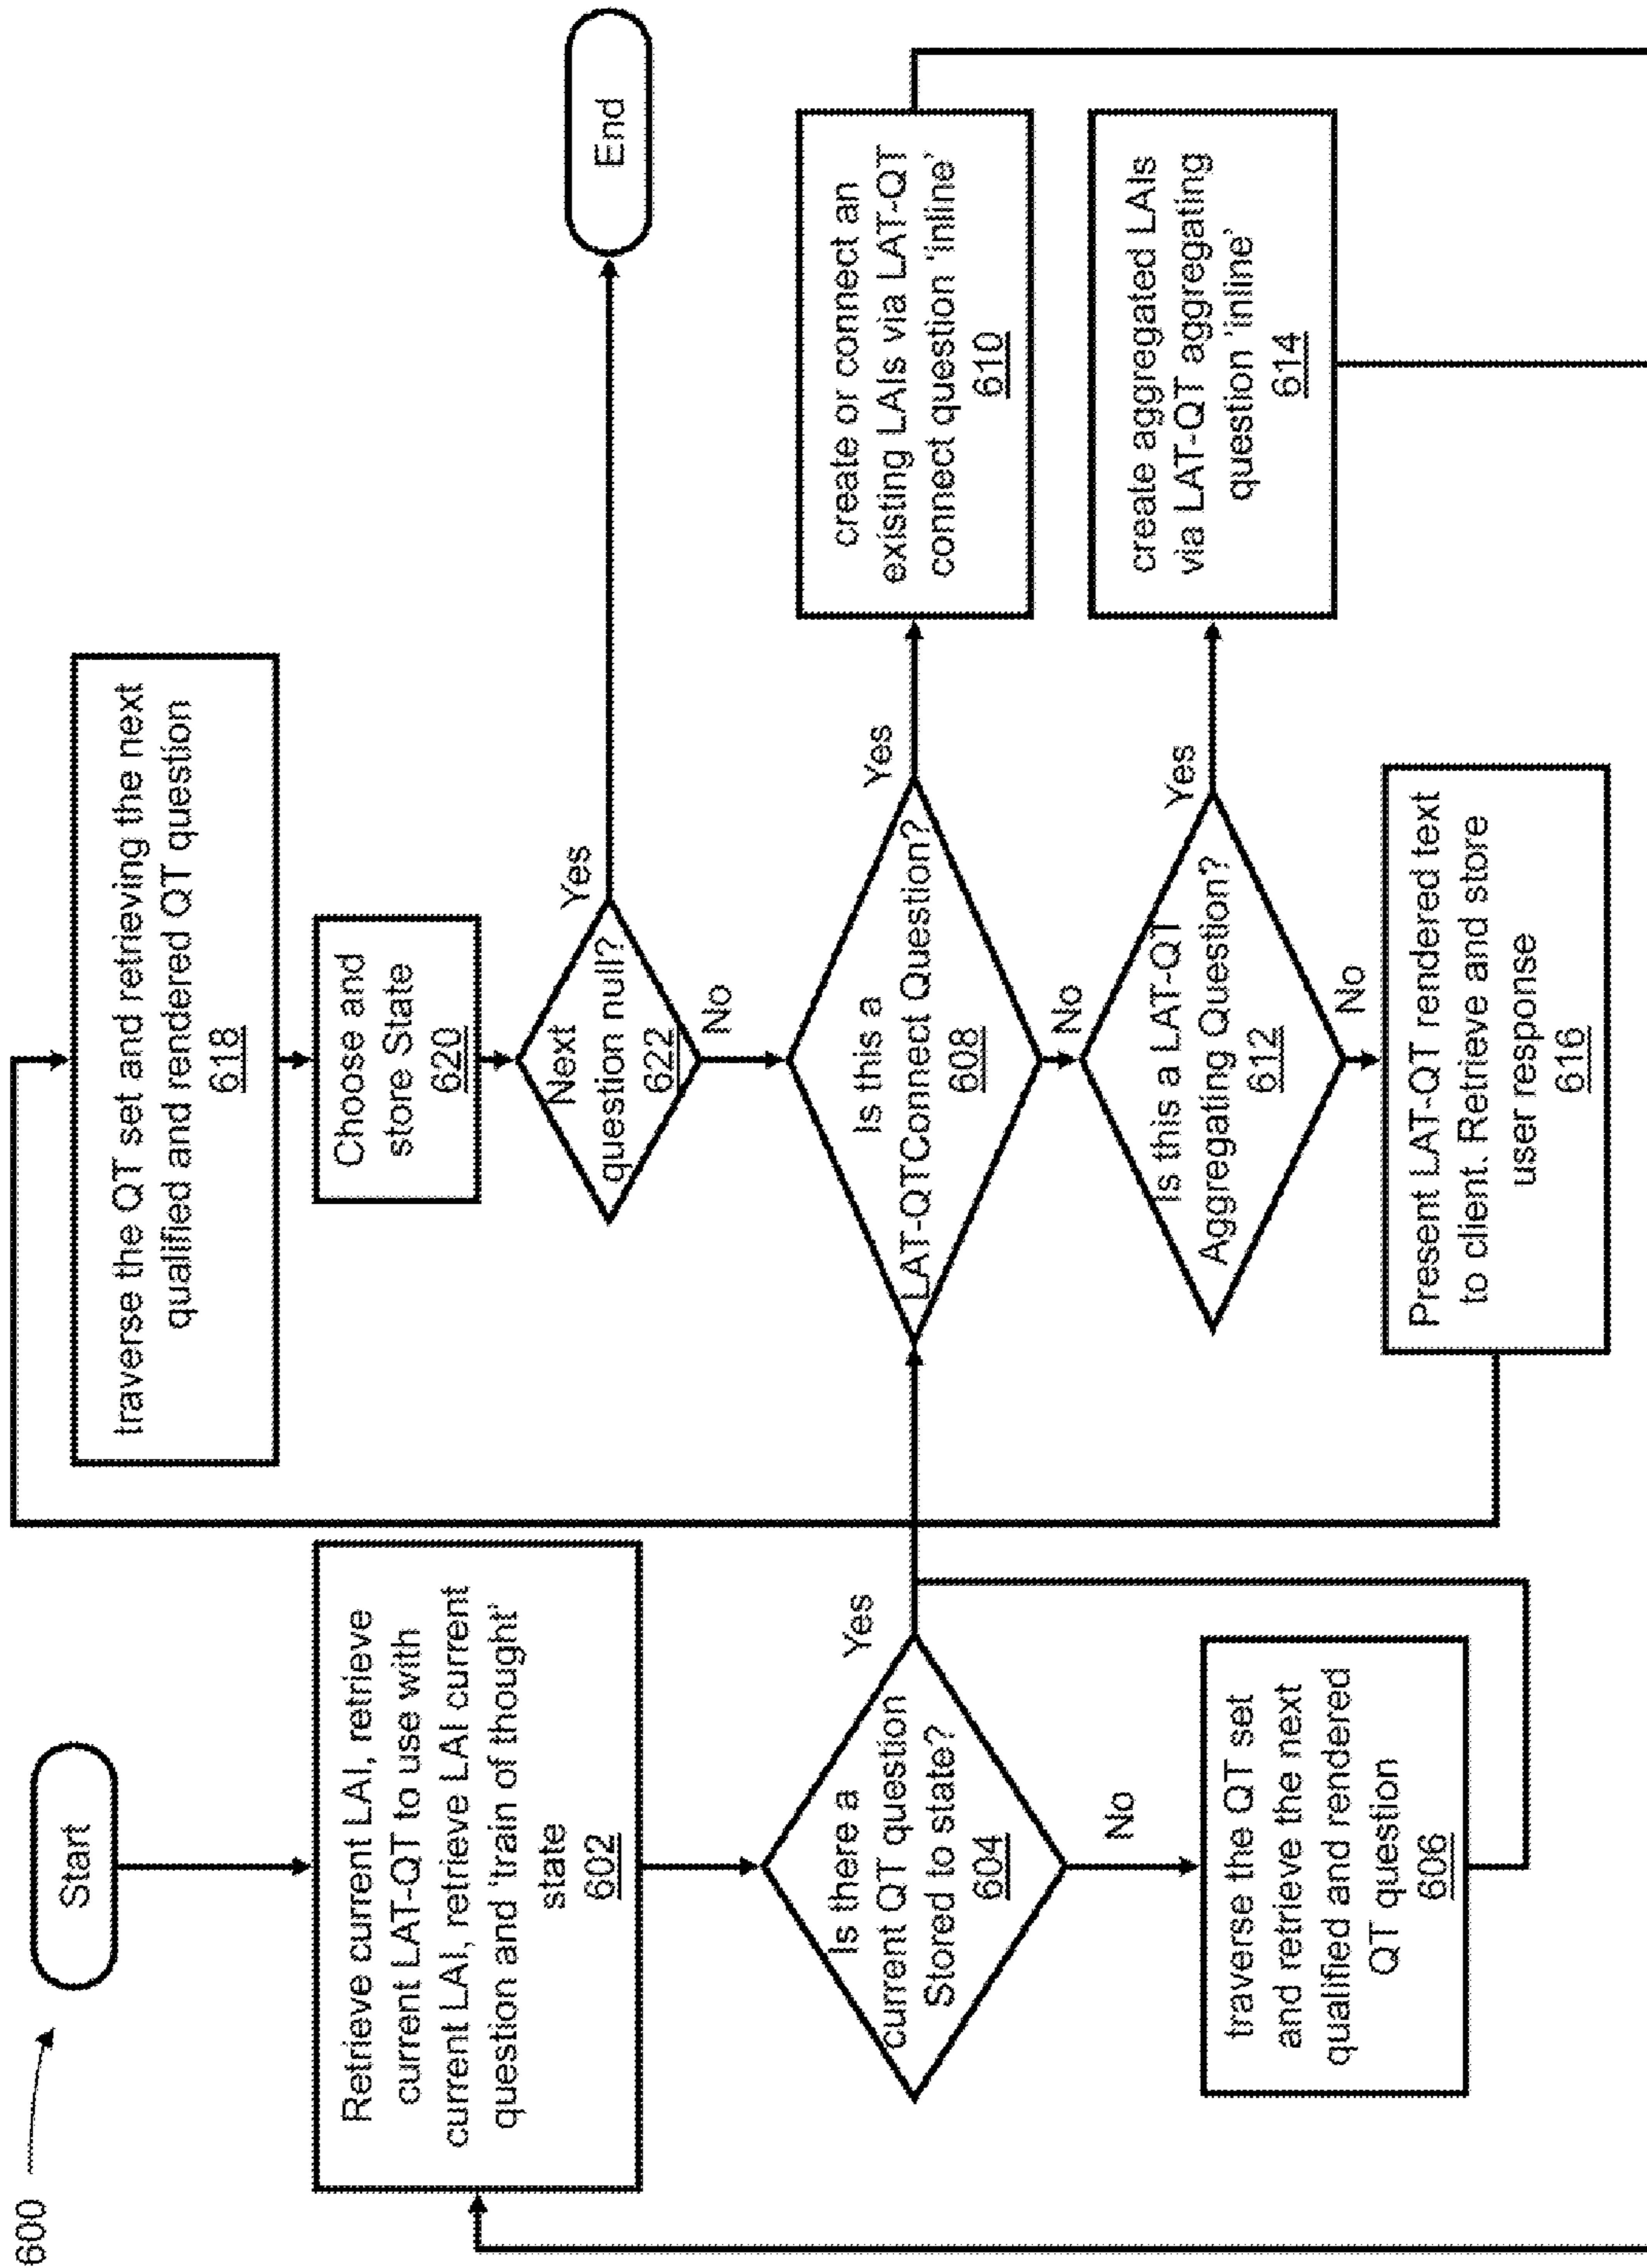 600
Start
Retrieve current LAI, retrieve
current LAT-QT to use with
current LAI, retrieve LAI current
question and 'train of thought'
state
602
Is there a
current QT question
Stored to state?
604
Yes
No
traverse the QT set
and retrieve the next
qualified and rendered
QT question
606
traverse the QT set and retrieving the next
qualified and rendered QT question
618
Choose and
store State
620
Next
question null?
622
Yes
No
End
Is this a
LAT-QTConnect Question?
608
Yes
No
create or connect an
existing LAIs via LAT-QT
connect question 'inline'
610
Is this a LAT-QT
Aggregating Question?
612
Yes
No
create aggregated LAIs
via LAT-QT aggregating
question 'inline'
614
Present LAT-QT rendered text
to client. Retrieve and store
user response
616